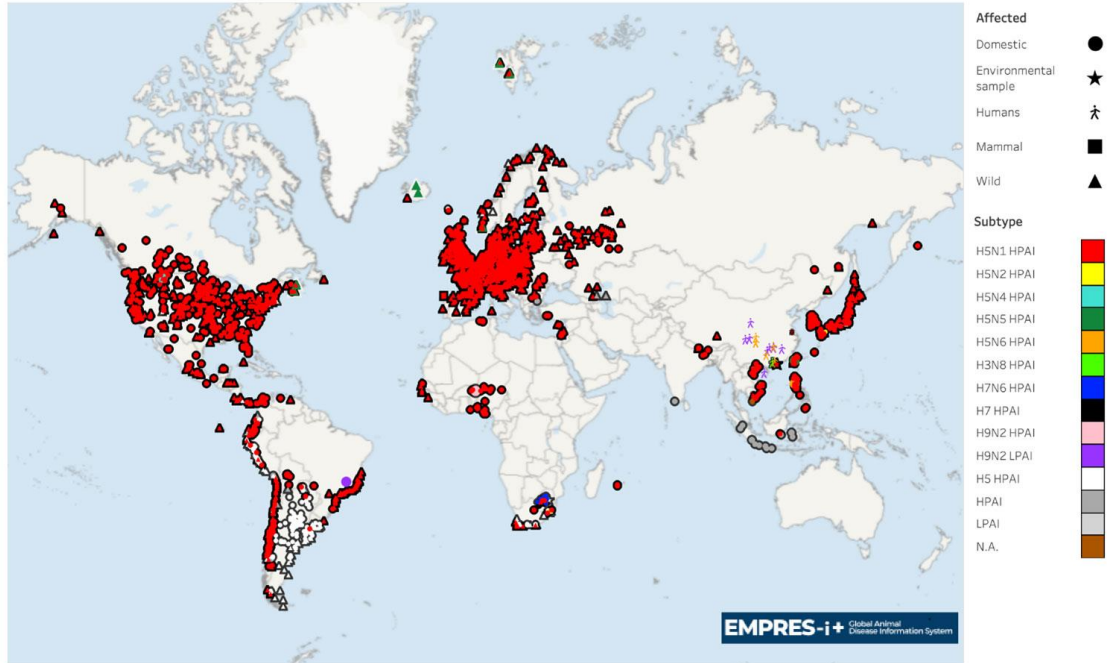 Affected
Domestic
Environmental
sample
Humans
Mammal
Wild
Subtype
H5N1 HPAI
H5N2 HPAI
H5N4 HPAI
H5N5 HPAI
H5N6 HPAI
H3N8 HPAI
H7N6 HPAI
H7 HPAI
H9N2 HPAI
H9N2 LPAI
H5 HPAI
HPAI
LPAI
N.A.
EMPRES-i+ Global Animal
Disease Information System